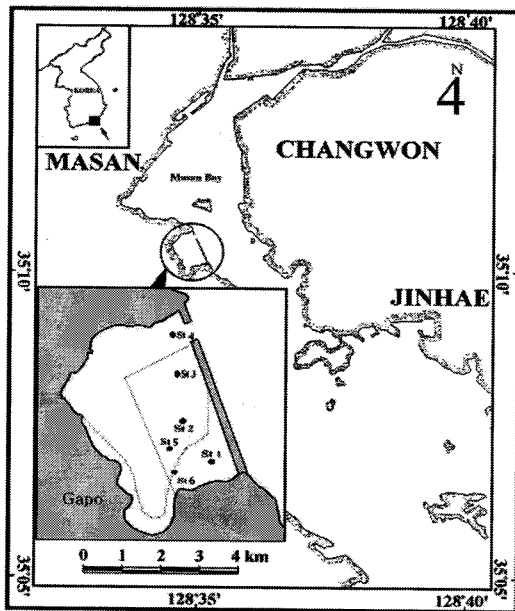 128°35'
128°40'
KOREA
N
4
MASAN
CHANGWON
Masan Bay
35°10'
35°10'
JINHAE
St 4
St 3
St 2
St 5
St 1
St 6
Gapo
0 1 2 3 4 km
35°05'
35°05'
128°35'
128°40'